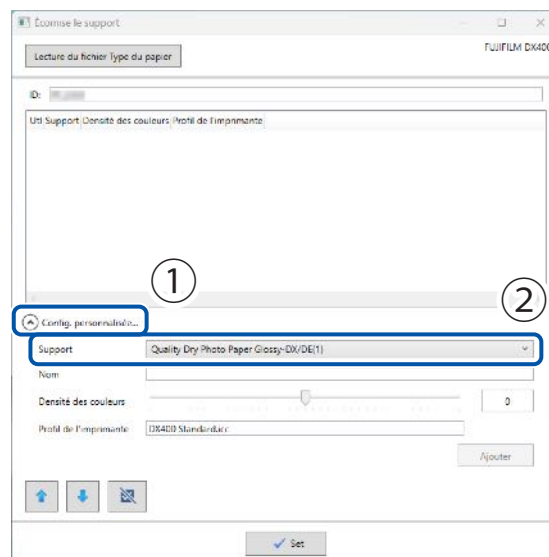 Écomise le support
Lecture du fichier Type du papier
FUJIFILM DX400
ID:
Utl Support Densité des couleurs Profil de l'imprimante
①
②
Config. personnalisée...
Support Quality Dry Photo Paper Glossy-DX/DE(1)
Nom
Densité des couleurs 0
Profil de l'imprimante DX400 Standard.icc
Ajouter
Set